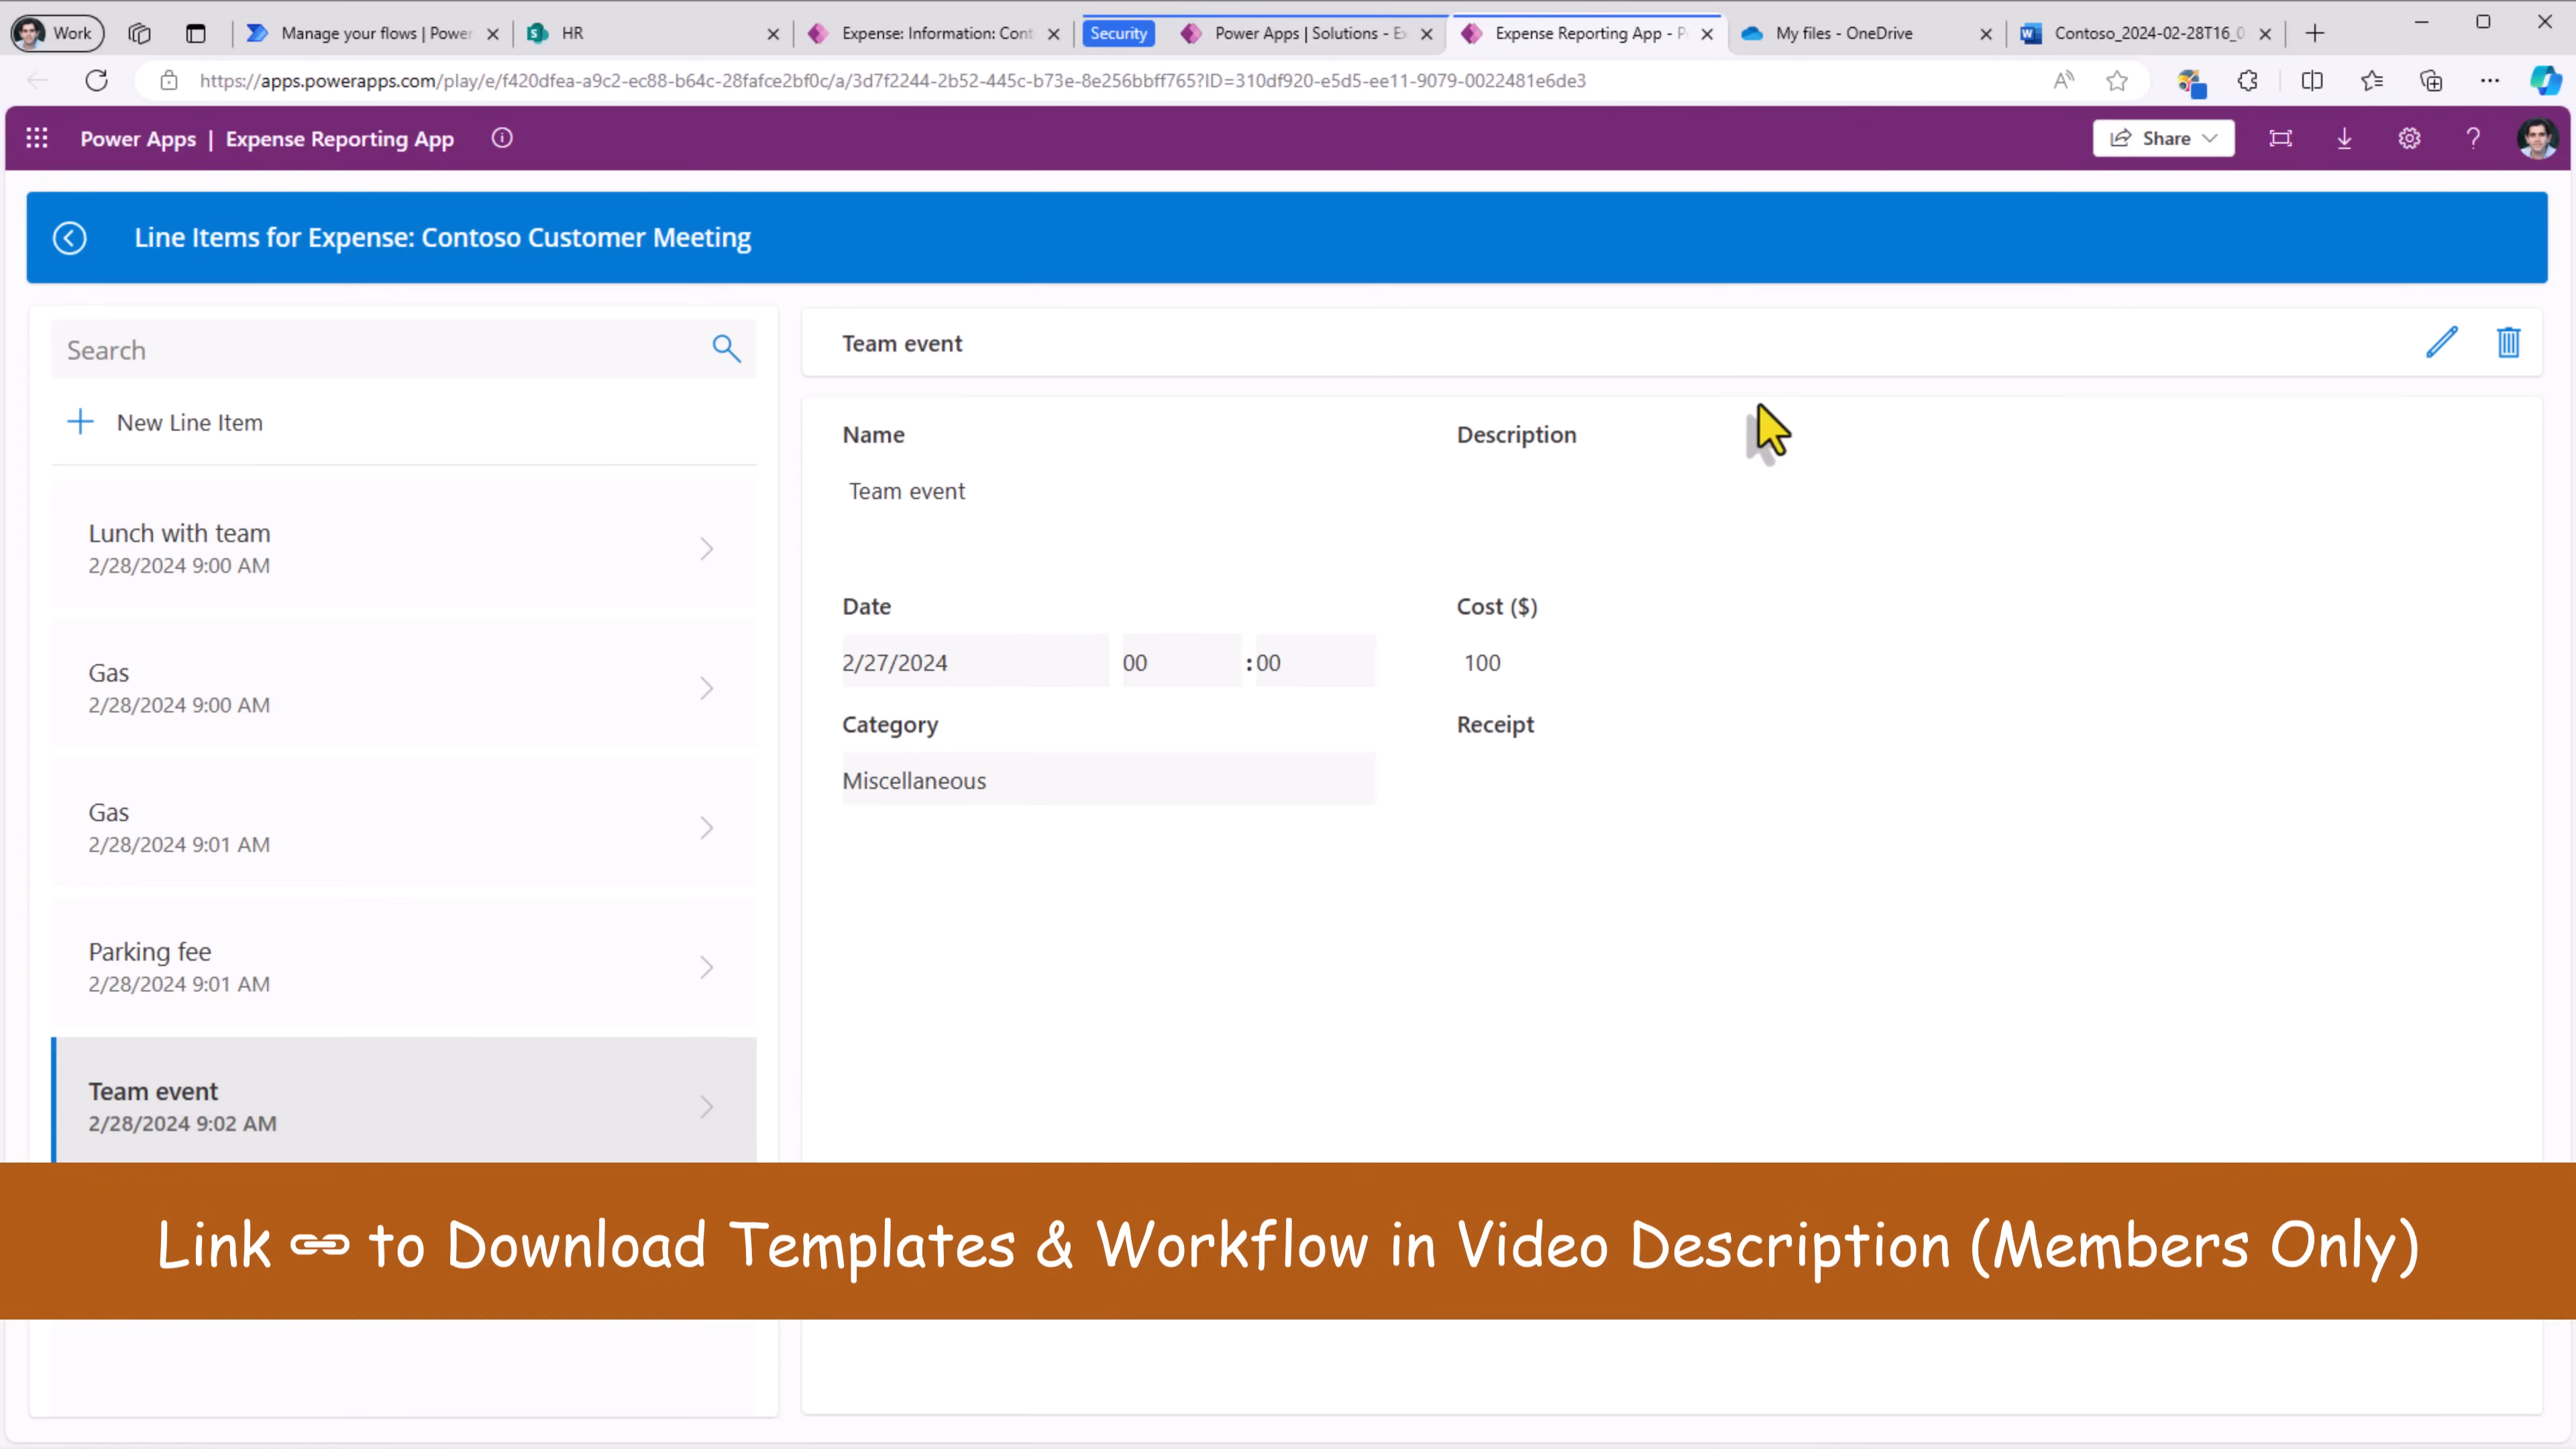 Work
Manage your flows | Power
HR
Expense: Information: Cont
Security
Power Apps | Solutions - Ex
Expense Reporting App - P
My files - OneDrive
Contoso_2024-02-28T16_0
https://apps.powerapps.com/play/e/f420dfea-a9c2-ec88-b64c-28fafce2bf0c/a/3d7f2244-2b52-445c-b73e-8e256bbff765?ID=310df920-e5d5-ee11-9079-0022481e6de3
Power Apps | Expense Reporting App
Share
Line Items for Expense: Contoso Customer Meeting
Search
New Line Item
Lunch with team
2/28/2024 9:00 AM
Gas
2/28/2024 9:00 AM
Gas
2/28/2024 9:01 AM
Parking fee
2/28/2024 9:01 AM
Team event
2/28/2024 9:02 AM
Team event
Name
Description
Team event
Date
Cost ($)
2/27/2024 00 :00
100
Category
Receipt
Miscellaneous
Link to Download Templates & Workflow in Video Description (Members Only)